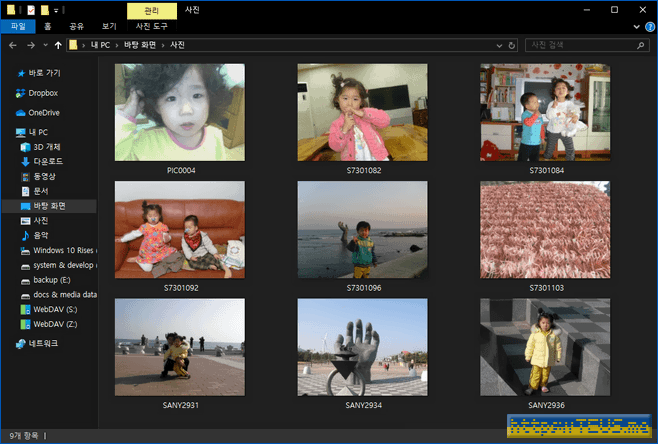 관리
사진
파일
홈
공유
보기
사진 도구
내 PC > 바탕 화면 > 사진
사진 검색
바로 가기
Dropbox
OneDrive
내 PC
3D 개체
다운로드
동영상
문서
바탕 화면
사진
음악
Windows 10 Rises (
system & develop (
backup (E:)
docs & media data
WebDAV (S:)
WebDAV (Z:)
네트워크
PIC0004
S7301082
S7301084
S7301092
S7301096
S7301103
SANY2931
SANY2934
SANY2936
9개 항목